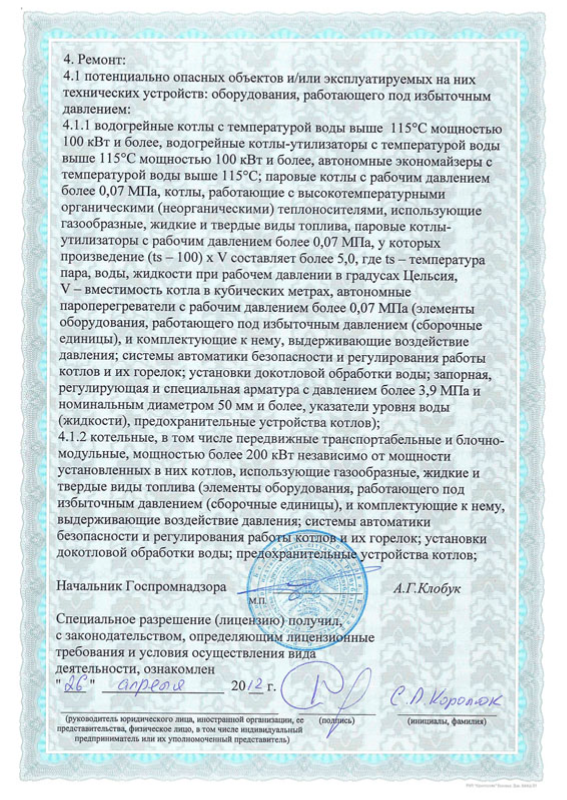 4. Ремонт:
4.1 потенциально опасных объектов и/или эксплуатируемых на них
технических устройств: оборудования, работающего под избыточным
давлением:
4.1.1 водогрейные котлы с температурой воды выше 115°С мощностью
100 кВт и более, водогрейные котлы-утилизаторы с температурой воды
выше 115°С мощностью 100 кВт и более, автономные экономайзеры с
температурой воды выше 115°С; паровые котлы с рабочим давлением
более 0,07 МПа, котлы, работающие с высокотемпературными
органическими (неорганическими) теплоносителями, использующие
газообразные, жидкие и твердые виды топлива, паровые котлы-
утилизаторы с рабочим давлением более 0,07 МПа, у которых
произведение (ts – 100) х V составляет более 5,0, где ts – температура
пара, воды, жидкости при рабочем давлении в градусах Цельсия,
V – вместимость котла в кубических метрах, автономные
пароперегреватели с рабочим давлением более 0,07 МПа (элементы
оборудования, работающего под избыточным давлением (сборочные
единицы), и комплектующие к нему, выдерживающие воздействие
давления; системы автоматики безопасности и регулирования работы
котлов и их горелок; установки докотловой обработки воды; запорная,
регулирующая и специальная арматура с давлением более 3,9 МПа и
номинальным диаметром 50 мм и более, указатели уровня воды
(жидкости), предохранительные устройства котлов);
4.1.2 котельные, в том числе передвижные транспортабельные и блочно-
модульные, мощностью более 200 кВт независимо от мощности
установленных в них котлов, использующие газообразные, жидкие и
твердые виды топлива (элементы оборудования, работающего под
избыточным давлением (сборочные единицы), и комплектующие к нему,
выдерживающие воздействие давления; системы автоматики
безопасности и регулирования работы котлов и их горелок; установки
докотловой обработки воды; предохранительные устройства котлов;
Начальник Госпромнадзора А.Г.Клобук
М.П.
Специальное разрешение (лицензию) получил,
с законодательством, определяющим лицензионные
требования и условия осуществления вида
деятельности, ознакомлен
"26" апреля 2012 г. С.П.Королюк
(руководитель юридического лица, иностранной организации, ее (подпись) (инициалы, фамилия)
представительства, физическое лицо, в том числе индивидуальный
предприниматель или их уполномоченный представитель)